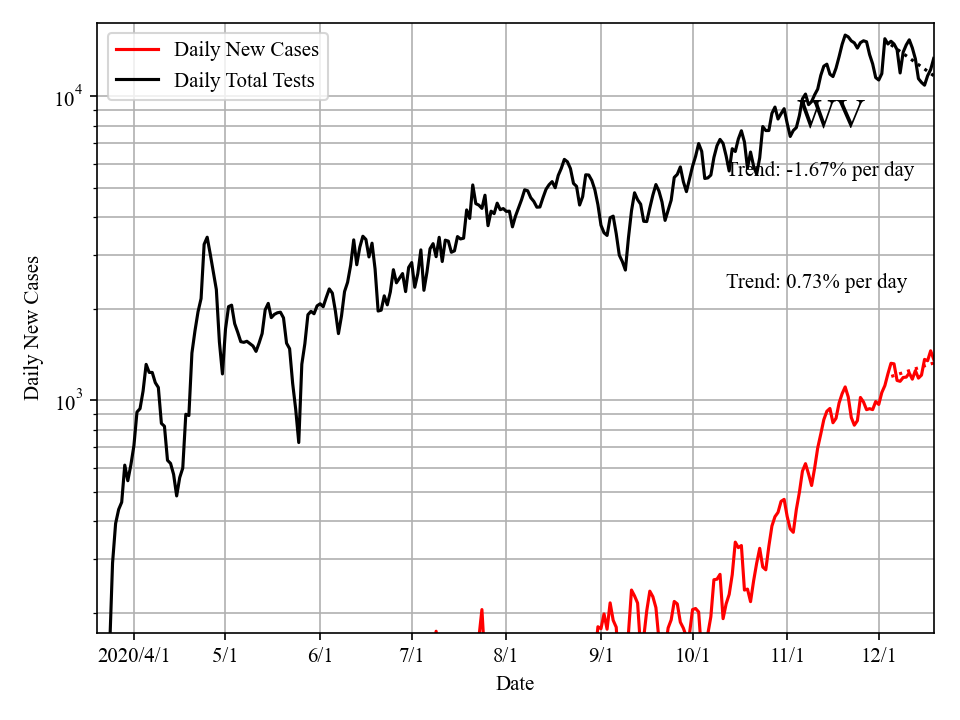 Daily New Cases
Daily Total Tests
10^4
WV
Trend: -1.67% per day
Trend: 0.73% per day
Daily New Cases
10^3
2020/4/1 5/1 6/1 7/1 8/1 9/1 10/1 11/1 12/1
Date